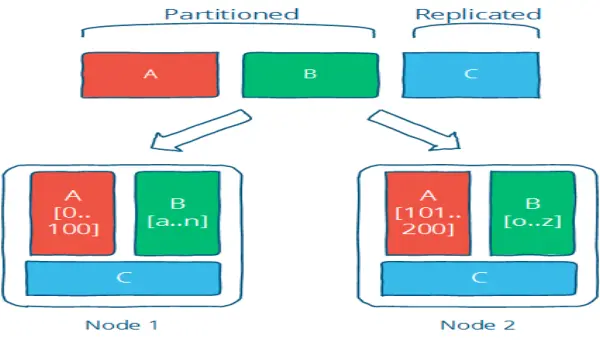 Partitioned
Replicated
A
B
C
A
[0..
100]
B
[a..n]
C
A
[101..
200]
B
[o..z]
C
Node 1
Node 2